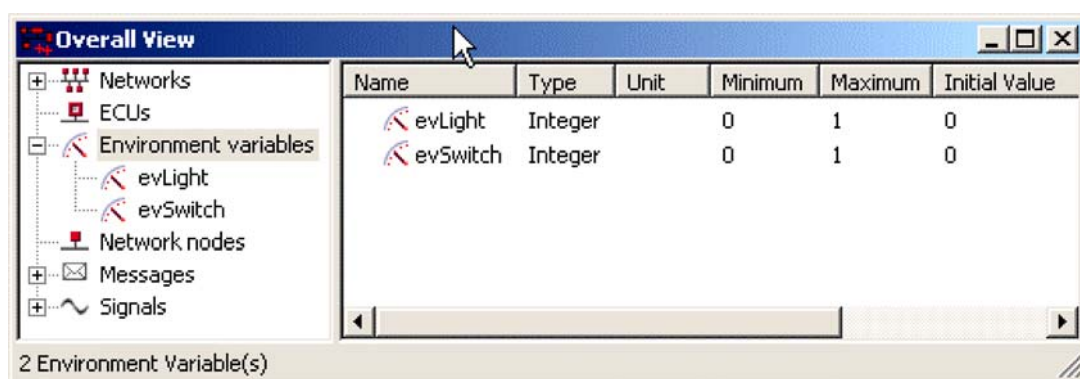 Overall View
Networks
ECUs
Environment variables
evLight
evSwitch
Network nodes
Messages
Signals
Name Type Unit Minimum Maximum Initial Value
evLight Integer 0 1 0
evSwitch Integer 0 1 0
2 Environment Variable(s)